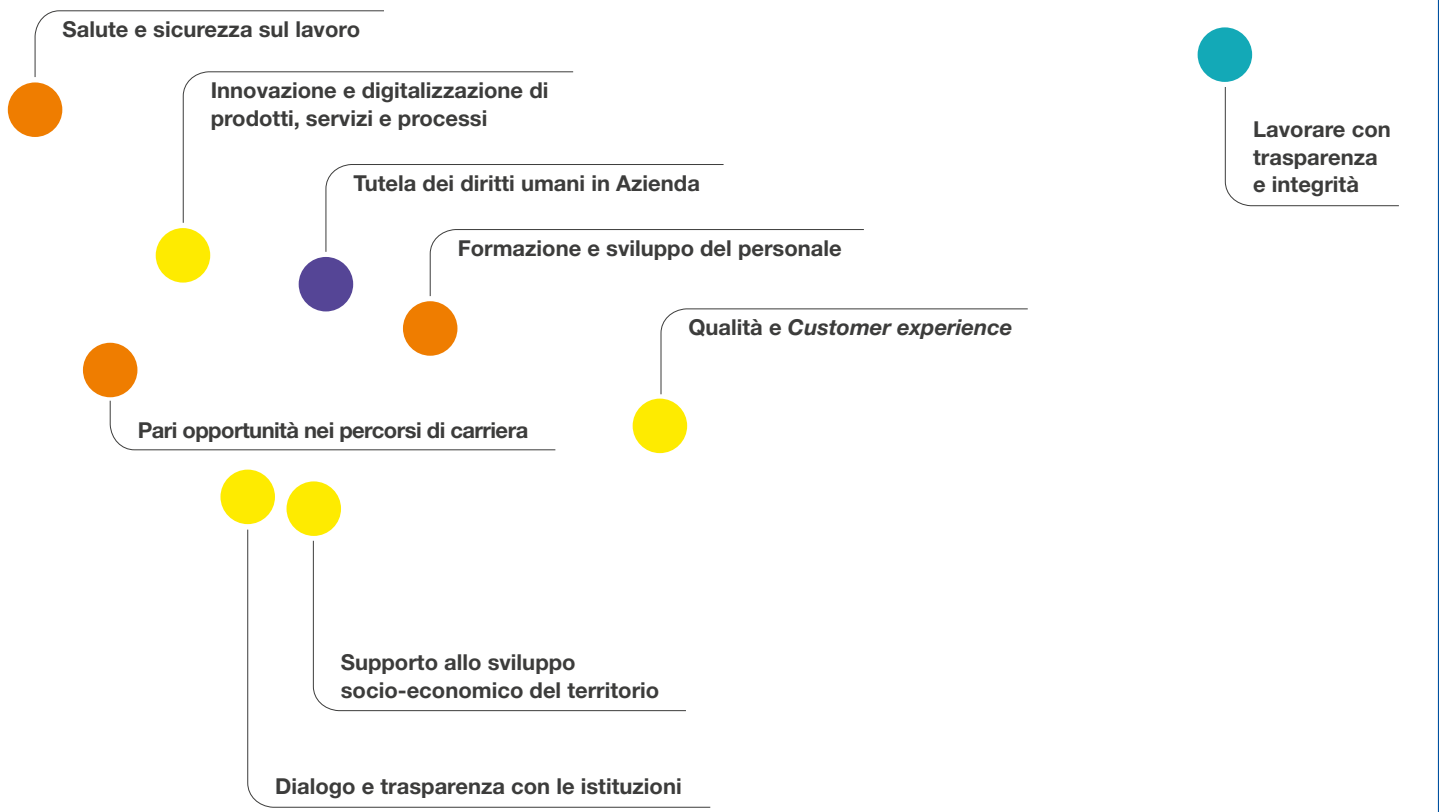 Salute e sicurezza sul lavoro
Innovazione e digitalizzazione di
prodotti, servizi e processi
Lavorare con
trasparenza
e integrità
Tutela dei diritti umani in Azienda
Formazione e sviluppo del personale
Qualità e Customer experience
Pari opportunità nei percorsi di carriera
Supporto allo sviluppo
socio-economico del territorio
Dialogo e trasparenza con le istituzioni